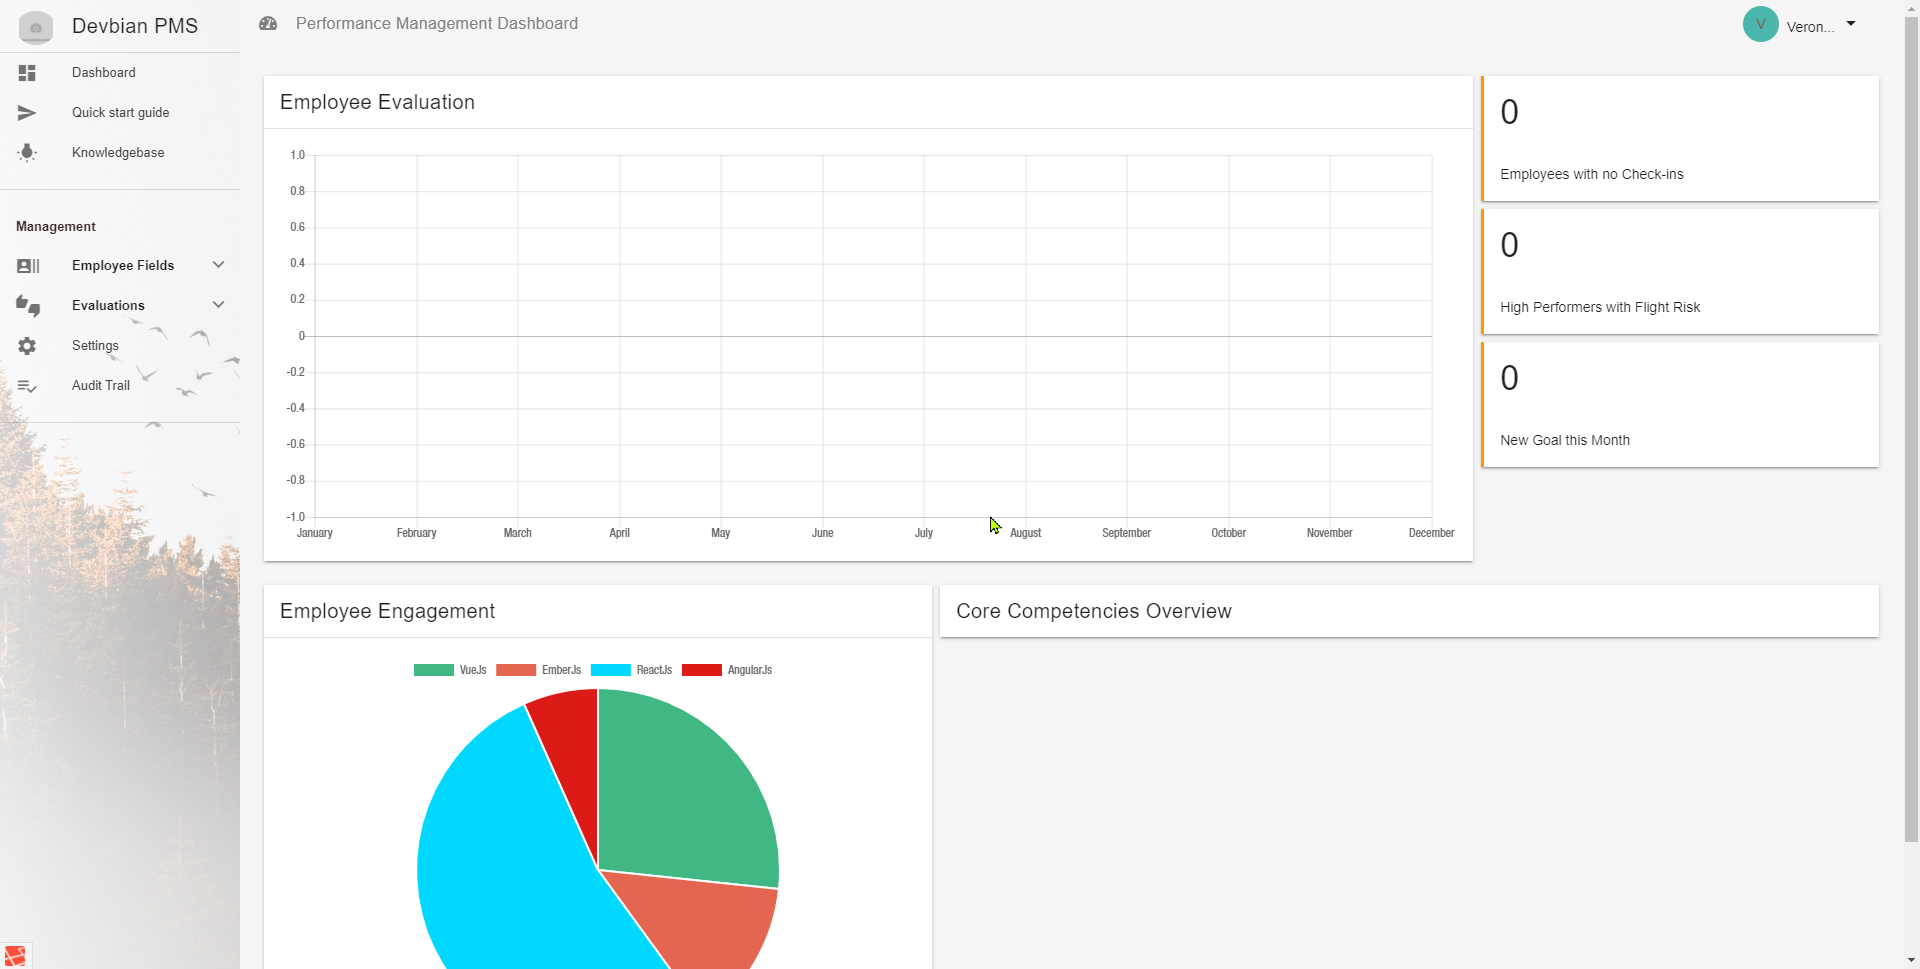 Devbian PMS
Performance Management Dashboard
V
Veron...
Dashboard
Quick start guide
Knowledgebase
Management
Employee Fields
Evaluations
Settings
Audit Trail
Employee Evaluation
1.0
0.8
0.6
0.4
0.2
0
-0.2
-0.4
-0.6
-0.8
-1.0
January February March April May June July August September October November December
0
Employees with no Check-ins
0
High Performers with Flight Risk
0
New Goal this Month
Employee Engagement
VueJs EmberJs ReactJs AngularJs
Core Competencies Overview